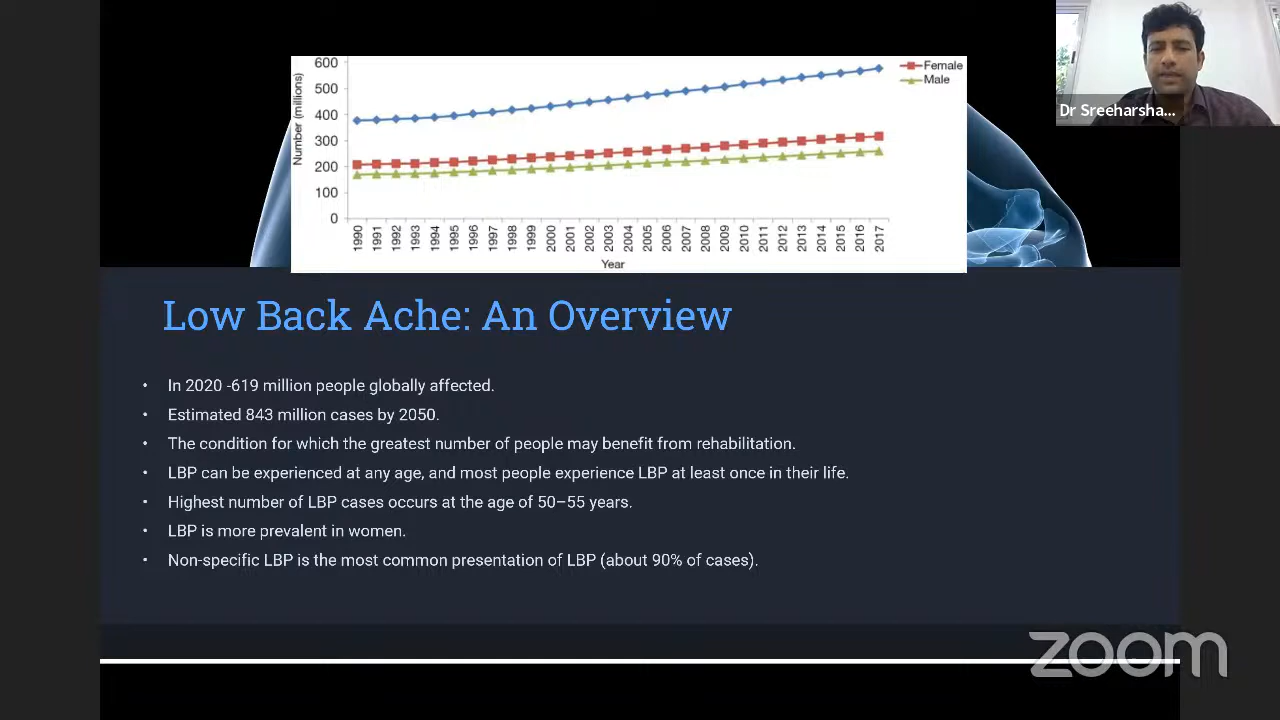 600
500
400
300
200
100
0
Number (millions)
1990 1991 1992 1993 1994 1995 1996 1997 1998 1999 2000 2001 2002 2003 2004 2005 2006 2007 2008 2009 2010 2011 2012 2013 2014 2015 2016 2017
Year
Female
Male
Dr Sreeharsha...
Low Back Ache: An Overview
• In 2020 -619 million people globally affected.
• Estimated 843 million cases by 2050.
• The condition for which the greatest number of people may benefit from rehabilitation.
• LBP can be experienced at any age, and most people experience LBP at least once in their life.
• Highest number of LBP cases occurs at the age of 50–55 years.
• LBP is more prevalent in women.
• Non-specific LBP is the most common presentation of LBP (about 90% of cases).
zoom